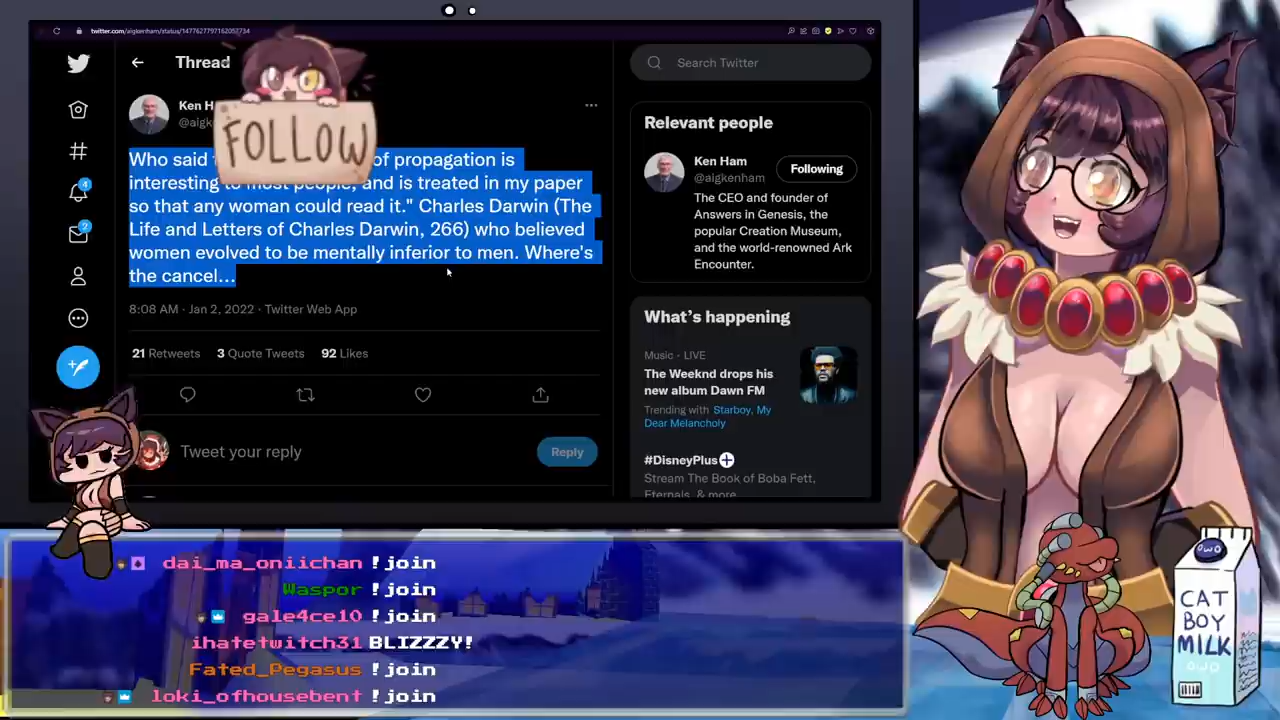 twitter.com/aigkenham/status/1477627797162057734
Thread
Search Twitter
Ken H
@aigk
FOLLOW
Who said of propagation is
interesting to most people, and is treated in my paper
so that any woman could read it." Charles Darwin (The
Life and Letters of Charles Darwin, 266) who believed
women evolved to be mentally inferior to men. Where's
the cancel…
8:08 AM · Jan 2, 2022 · Twitter Web App
21 Retweets 3 Quote Tweets 92 Likes
Tweet your reply
Reply
4
2
Relevant people
Ken Ham
@aigkenham
Following
The CEO and founder of
Answers in Genesis, the
popular Creation Museum,
and the world-renowned Ark
Encounter.
What's happening
Music · LIVE
The Weeknd drops his
new album Dawn FM
Trending with Starboy, My
Dear Melancholy
#DisneyPlus
Stream The Book of Boba Fett,
Eternals, & more
dai_ma_oniichan !join
Waspor !join
gale4ce10 !join
ihatetwitch31 BLIZZZY!
Fated_Pegasus !join
loki_ofhousebent !join
OWO
CAT
BOY
MILK
OWO